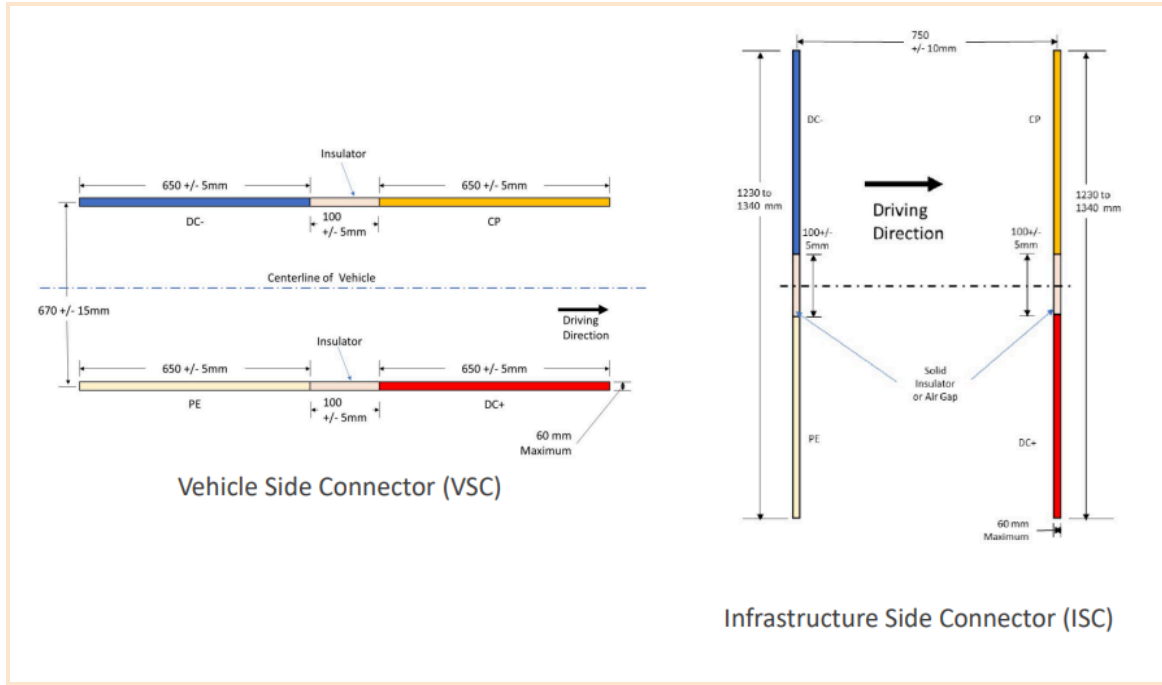 Insulator
650 +/- 5mm
650 +/- 5mm
DC-
100
+/- 5mm
CP
Centerline of Vehicle
670 +/- 15mm
Driving
Direction
Insulator
650 +/- 5mm
650 +/- 5mm
PE
100
+/- 5mm
DC+
60 mm
Maximum
Vehicle Side Connector (VSC)
750
+/- 10mm
DC-
CP
1230 to
1340 mm
1230 to
1340 mm
Driving
Direction
100+/-
5mm
100+/-
5mm
Solid
Insulator
or Air Gap
PE
DC+
60 mm
Maximum
Infrastructure Side Connector (ISC)